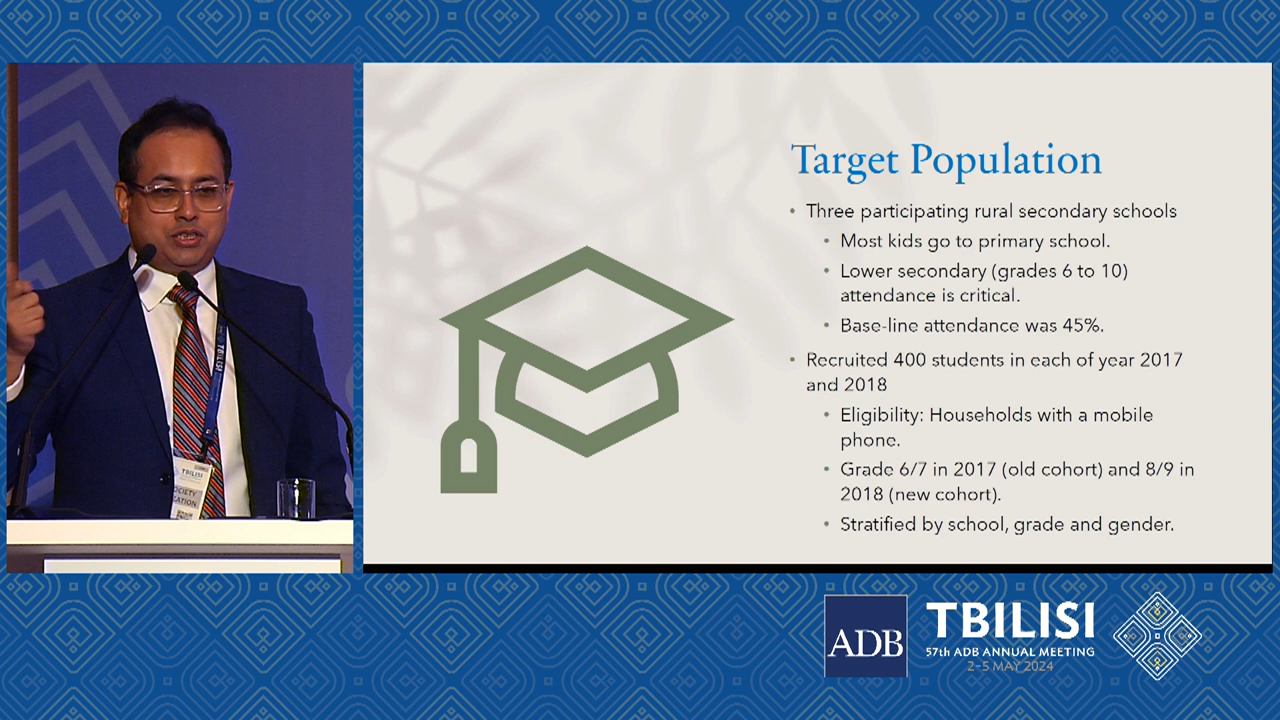 Target Population
• Three participating rural secondary schools
• Most kids go to primary school.
• Lower secondary (grades 6 to 10)
attendance is critical.
• Base-line attendance was 45%.
• Recruited 400 students in each of year 2017
and 2018
• Eligibility: Households with a mobile
phone.
• Grade 6/7 in 2017 (old cohort) and 8/9 in
2018 (new cohort).
• Stratified by school, grade and gender.
TBILISI
ADB
TBILISI
57th ADB ANNUAL MEETING
2-5 MAY 2024